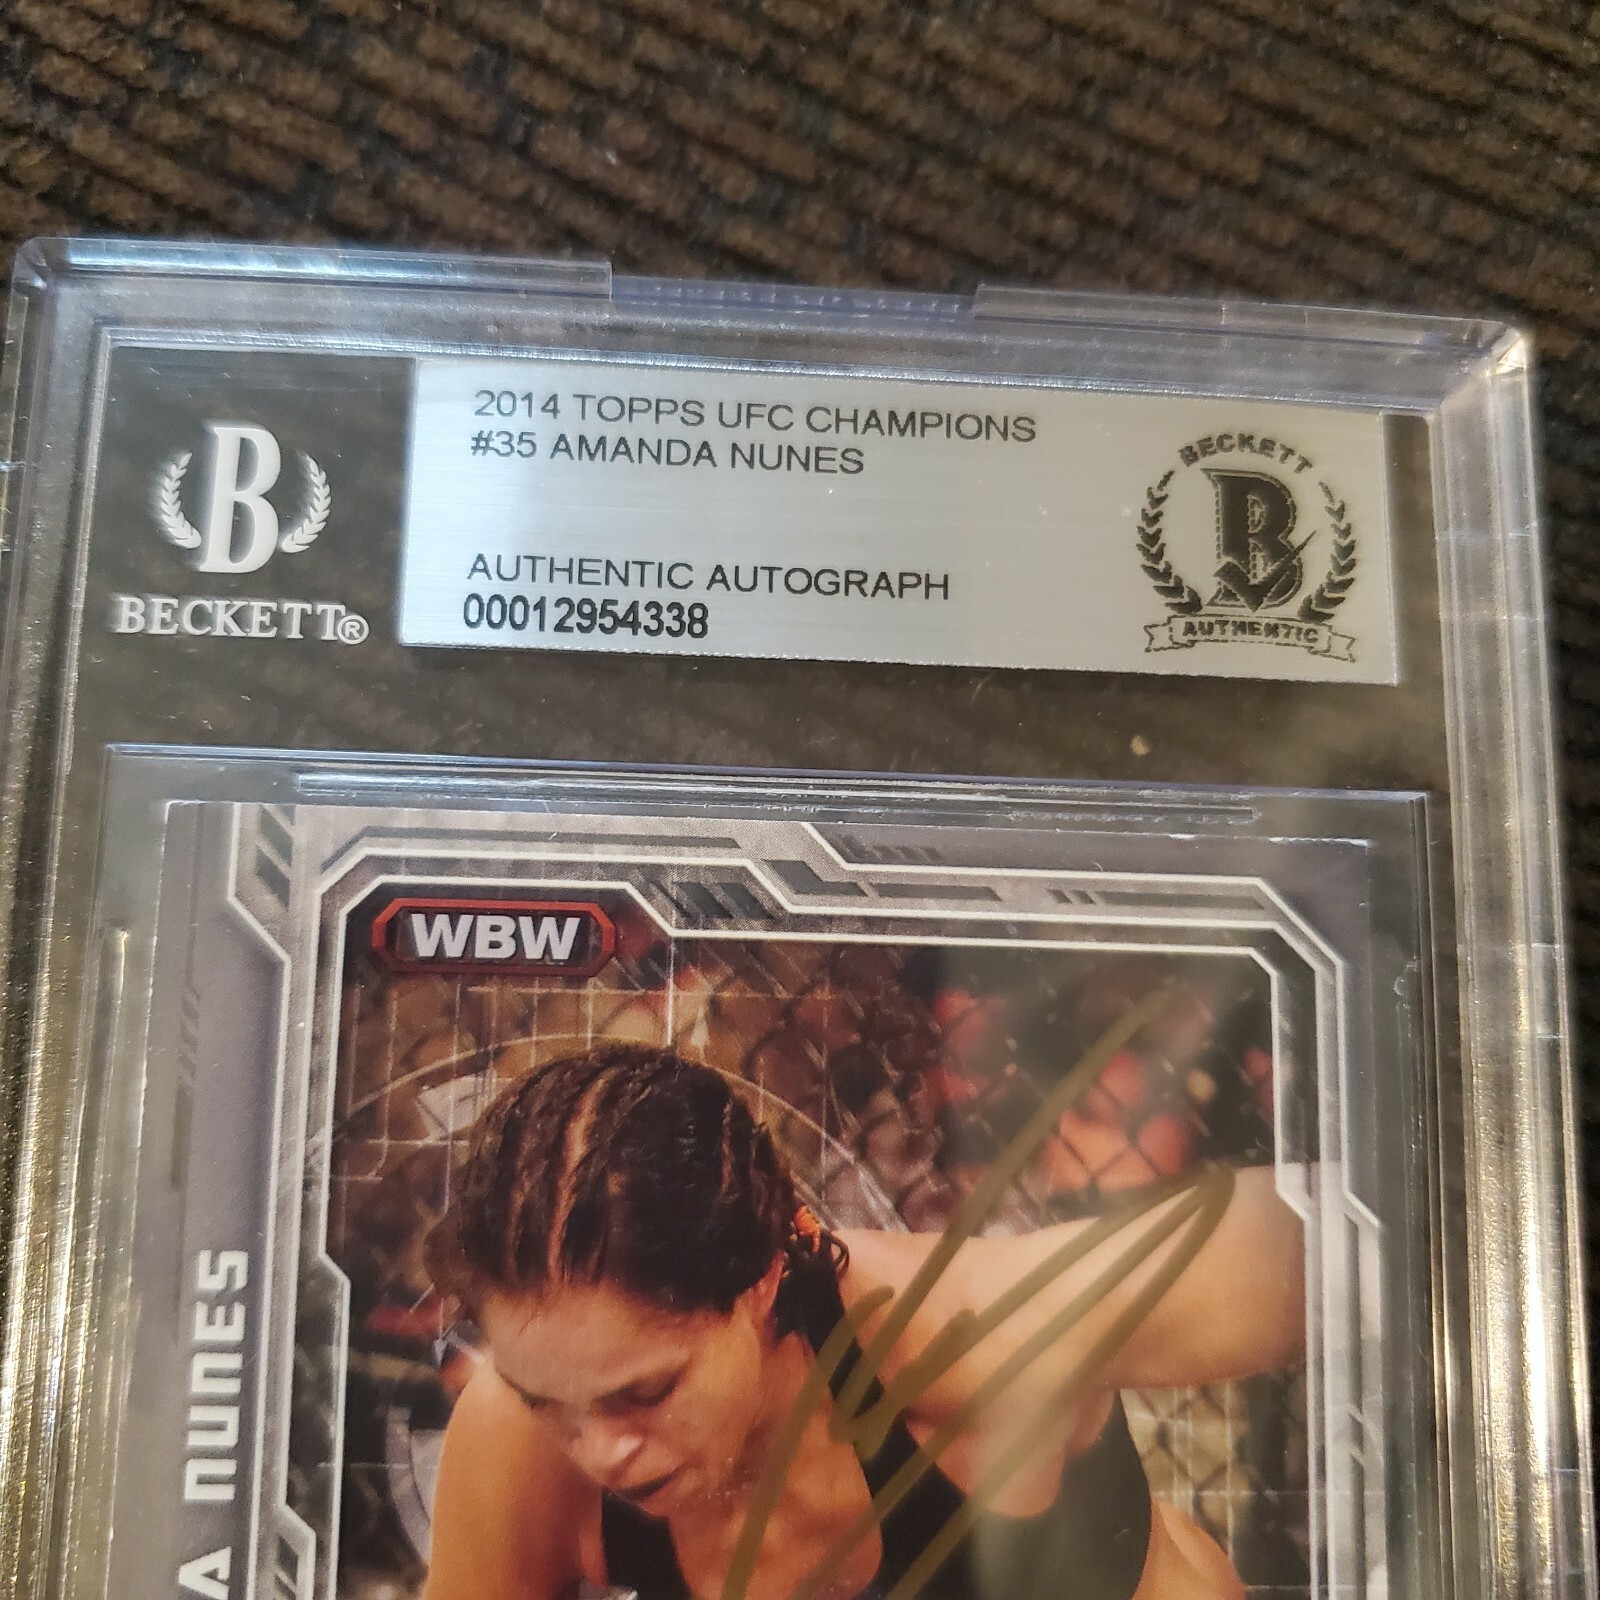 2014 TOPPS UFC CHAMPIONS
#35 AMANDA NUNES
AUTHENTIC AUTOGRAPH
00012954338
B
BECKETT®
BECKETT
B
AUTHENTIC
WBW
A NUNES